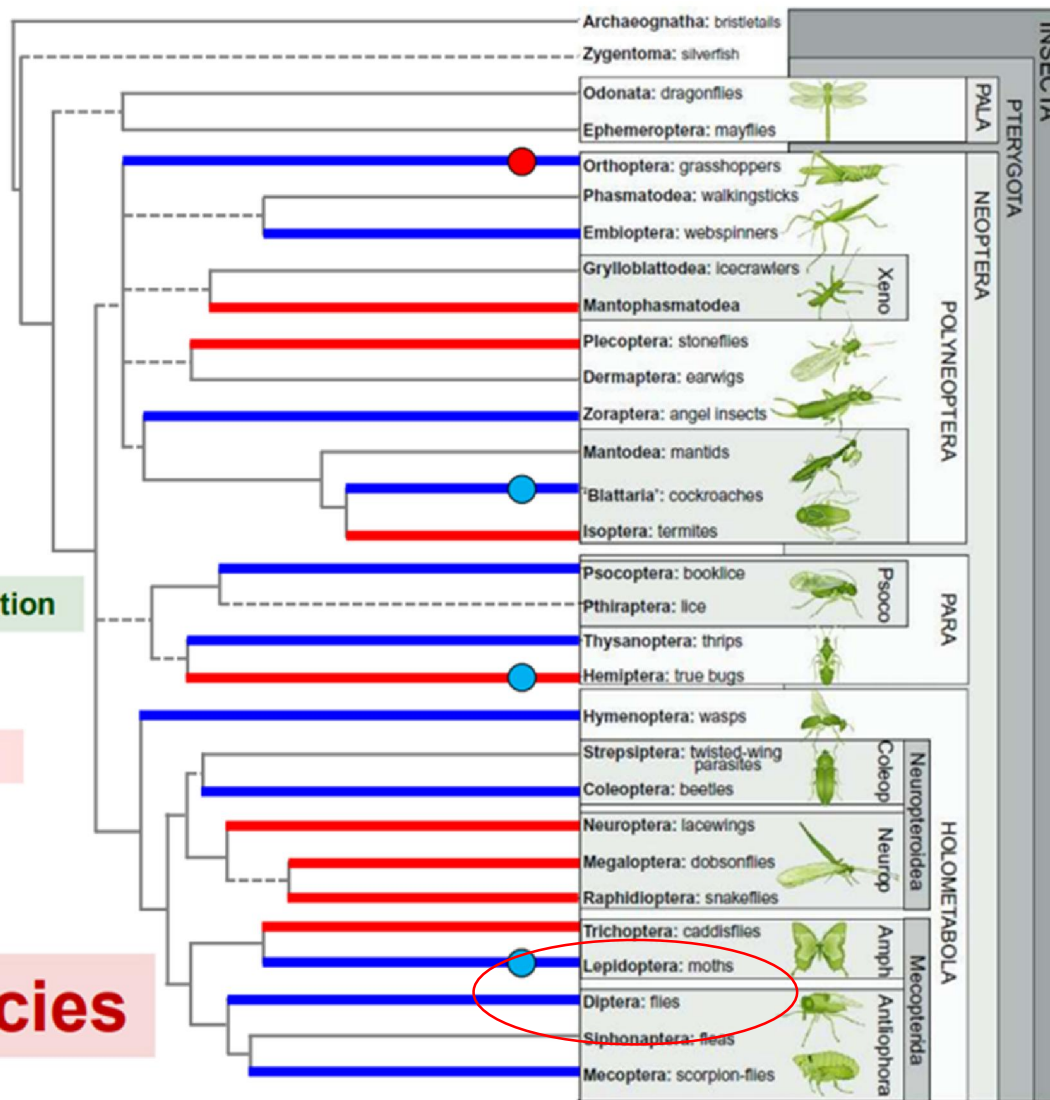 Archaeognatha: bristletails
Zygentoma: silverfish
Odonata: dragonflies
Ephemeroptera: mayflies
Orthoptera: grasshoppers
Phasmatodea: walkingsticks
Embioptera: webspinners
Grylloblattodea: icecrawlers
Mantophasmatodea
Plecoptera: stoneflies
Dermaptera: earwigs
Zoraptera: angel insects
Mantodea: mantids
'Blattaria': cockroaches
Isoptera: termites
Psocoptera: booklice
Pthiraptera: lice
Thysanoptera: thrips
Hemiptera: true bugs
Hymenoptera: wasps
Strepsiptera: twisted-wing
parasites
Coleoptera: beetles
Neuroptera: lacewings
Megaloptera: dobsonflies
Raphidioptera: snakeflies
Trichoptera: caddisflies
Lepidoptera: moths
Diptera: flies
Siphonaptera: fleas
Mecoptera: scorpion-flies
Xeno
Psoco
Coleop
Neurop
Amph
Antliophora
Neuropteroidea
Mecopterida
PALA
POLYNEOPTERA
PARA
HOLOMETABOLA
NEOPTERA
PTERYGOTA
INSECTA
tion
cies